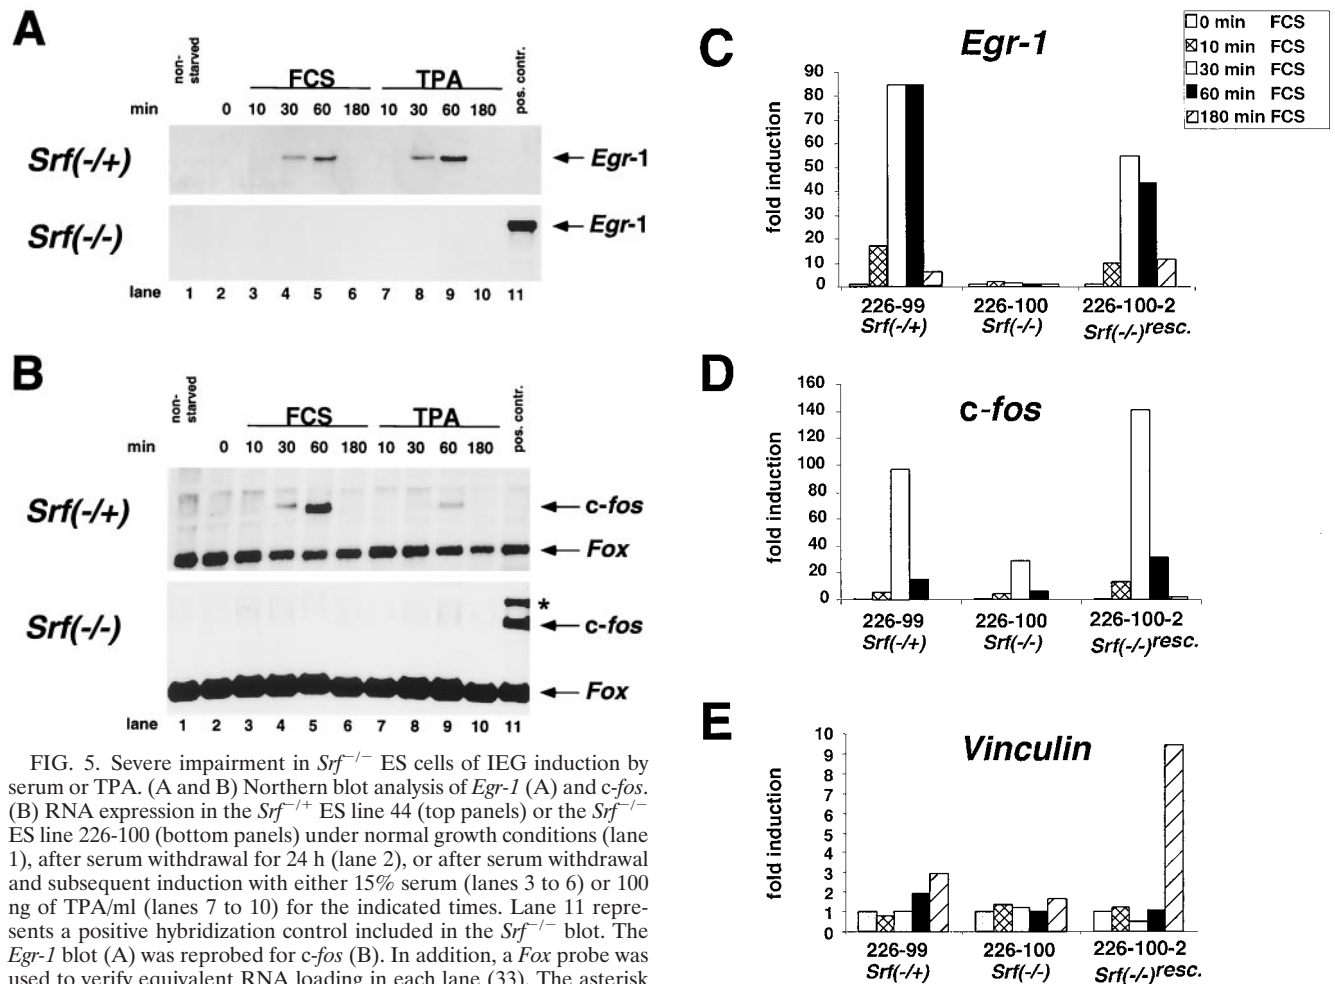 A
non-starved
FCS
TPA
pos. contr.
min 0 10 30 60 180 10 30 60 180
Srf(-/+)
Egr-1
Srf(-/-)
Egr-1
lane 1 2 3 4 5 6 7 8 9 10 11
B
non-starved
FCS
TPA
pos. contr.
min 0 10 30 60 180 10 30 60 180
Srf(-/+)
c-fos
Fox
*
Srf(-/-)
c-fos
Fox
lane 1 2 3 4 5 6 7 8 9 10 11
FIG. 5. Severe impairment in Srf−/− ES cells of IEG induction by
serum or TPA. (A and B) Northern blot analysis of Egr-1 (A) and c-fos.
(B) RNA expression in the Srf−/+ ES line 44 (top panels) or the Srf−/−
ES line 226-100 (bottom panels) under normal growth conditions (lane
1), after serum withdrawal for 24 h (lane 2), or after serum withdrawal
and subsequent induction with either 15% serum (lanes 3 to 6) or 100
ng of TPA/ml (lanes 7 to 10) for the indicated times. Lane 11 repre-
sents a positive hybridization control included in the Srf−/− blot. The
Egr-1 blot (A) was reprobed for c-fos (B). In addition, a Fox probe was
used to verify equivalent RNA loading in each lane (33). The asterisk
C
Egr-1
0 min FCS
10 min FCS
30 min FCS
60 min FCS
180 min FCS
fold induction
90
80
70
60
50
40
30
20
10
0
226-99 226-100 226-100-2
Srf(-/+) Srf(-/-) Srf(-/-)resc.
D
c-fos
fold induction
160
140
120
100
80
60
40
20
0
226-99 226-100 226-100-2
Srf(-/+) Srf(-/-) Srf(-/-)resc.
E
Vinculin
fold induction
10
9
8
7
6
5
4
3
2
1
0
226-99 226-100 226-100-2
Srf(-/+) Srf(-/-) Srf(-/-)resc.